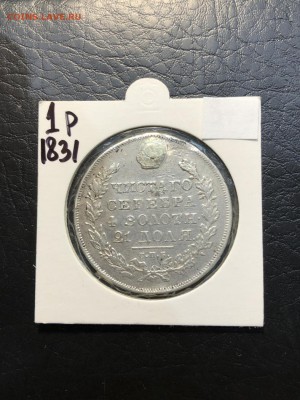 COINS.LAVE.RU
1 р
1831
ЧИСТАГО
СЕРЕБРА
4 ЗОЛОТН.
21 ДОЛЯ